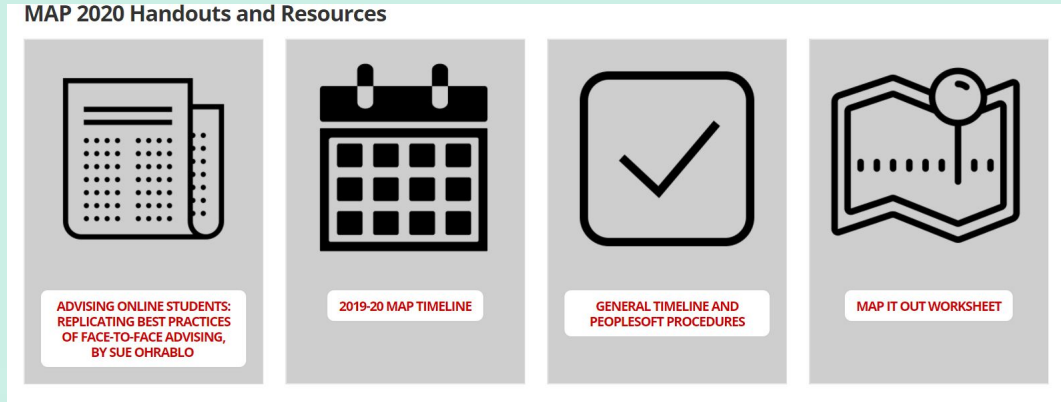 MAP 2020 Handouts and Resources
ADVISING ONLINE STUDENTS:
REPLICATING BEST PRACTICES
OF FACE-TO-FACE ADVISING,
BY SUE OHRABLO
2019-20 MAP TIMELINE
GENERAL TIMELINE AND
PEOPLESOFT PROCEDURES
MAP IT OUT WORKSHEET